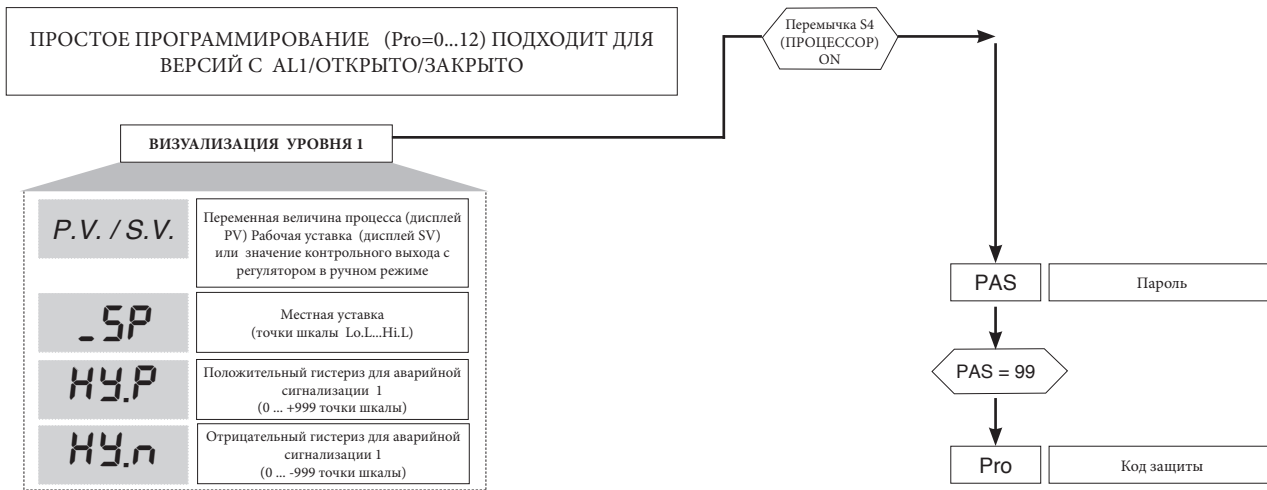 ПРОСТОЕ ПРОГРАММИРОВАНИЕ (Pro=0...12) ПОДХОДИТ ДЛЯ
ВЕРСИЙ С AL1/ОТКРЫТО/ЗАКРЫТО
Перемычка S4
(ПРОЦЕССОР)
ON
ВИЗУАЛИЗАЦИЯ УРОВНЯ 1
P.V. / S.V.
Переменная величина процесса (дисплей
PV) Рабочая уставка (дисплей SV)
или значение контрольного выхода с
регулятором в ручном режиме
_SP
Местная уставка
(точки шкалы Lo.L...Hi.L)
HY.P
Положительный гистериз для аварийной
сигнализации 1
(0 ... +999 точки шкалы)
HY.n
Отрицательный гистериз для аварийной
сигнализации 1
(0 ... -999 точки шкалы)
PAS
Пароль
PAS = 99
Pro
Код защиты